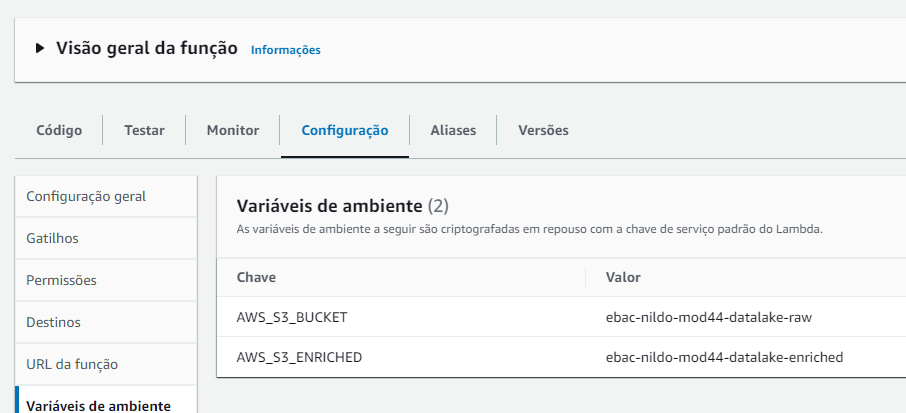 Visão geral da função Informações
Código Testar Monitor Configuração Aliases Versões
Configuração geral
Gatilhos
Permissões
Destinos
URL da função
Variáveis de ambiente
Variáveis de ambiente (2)
As variáveis de ambiente a seguir são criptografadas em repouso com a chave de serviço padrão do Lambda.
Chave Valor
AWS_S3_BUCKET ebac-nildo-mod44-datalake-raw
AWS_S3_ENRICHED ebac-nildo-mod44-datalake-enriched